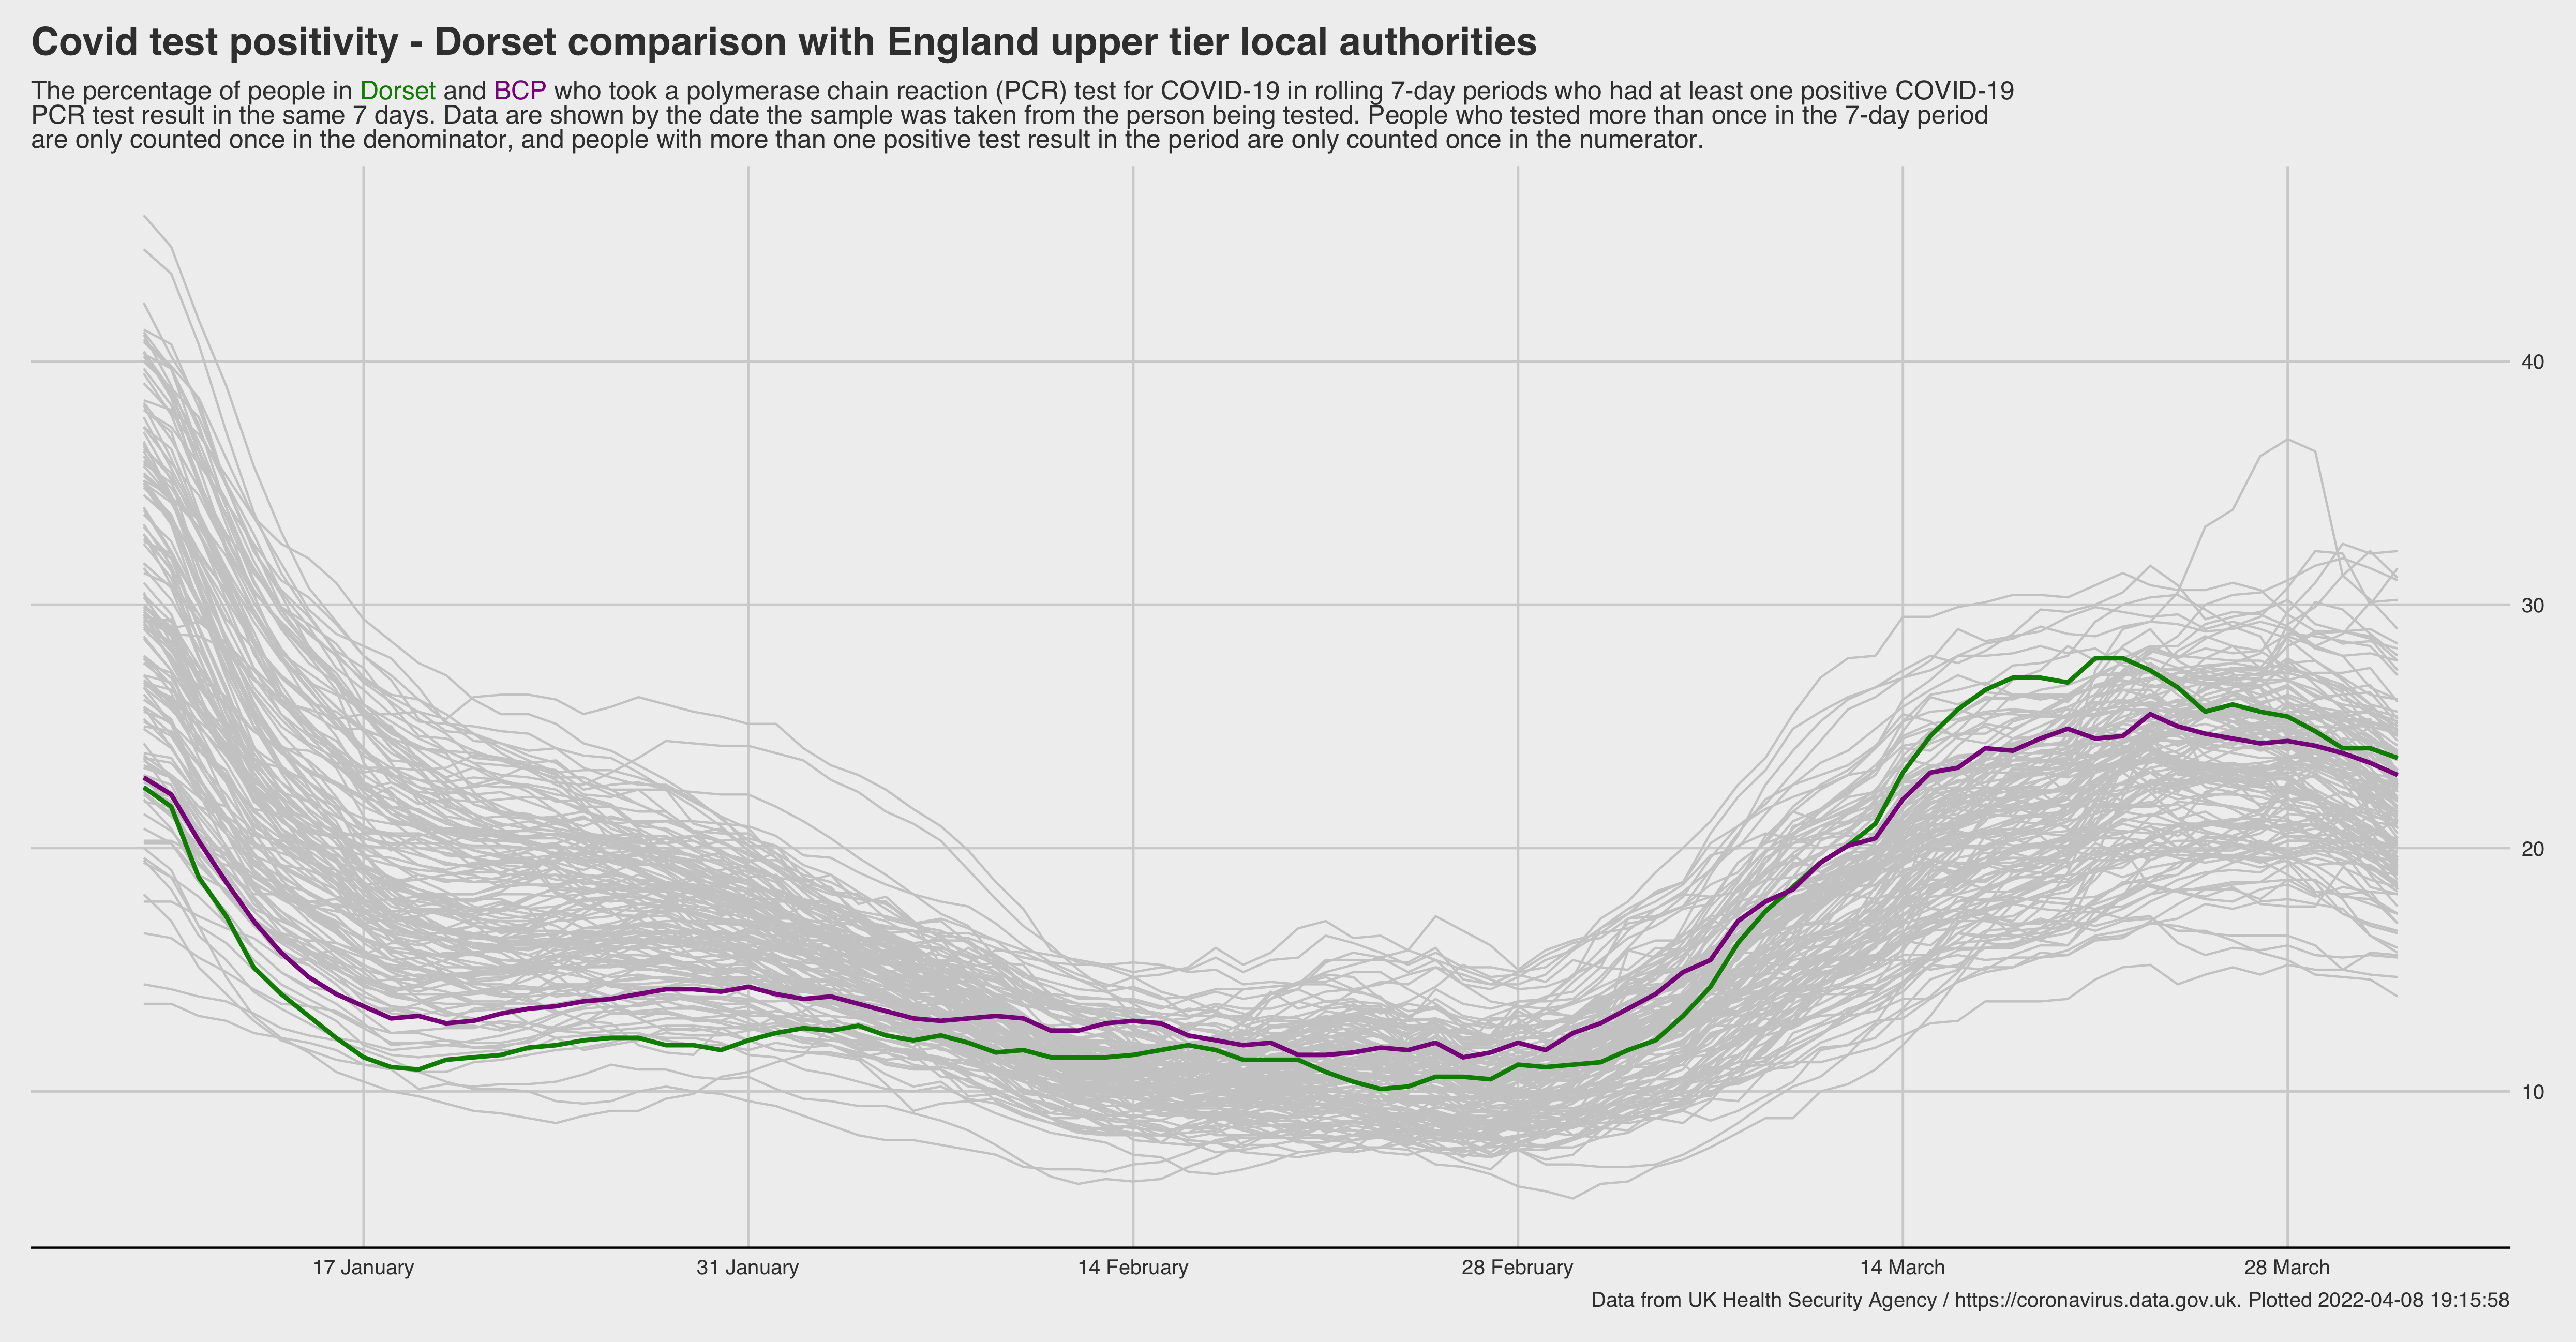 Covid test positivity - Dorset comparison with England upper tier local authorities
The percentage of people in Dorset and BCP who took a polymerase chain reaction (PCR) test for COVID-19 in rolling 7-day periods who had at least one positive COVID-19
PCR test result in the same 7 days. Data are shown by the date the sample was taken from the person being tested. People who tested more than once in the 7-day period
are only counted once in the denominator, and people with more than one positive test result in the period are only counted once in the numerator.
40
30
20
10
17 January
31 January
14 February
28 February
14 March
28 March
Data from UK Health Security Agency / https://coronavirus.data.gov.uk. Plotted 2022-04-08 19:15:58